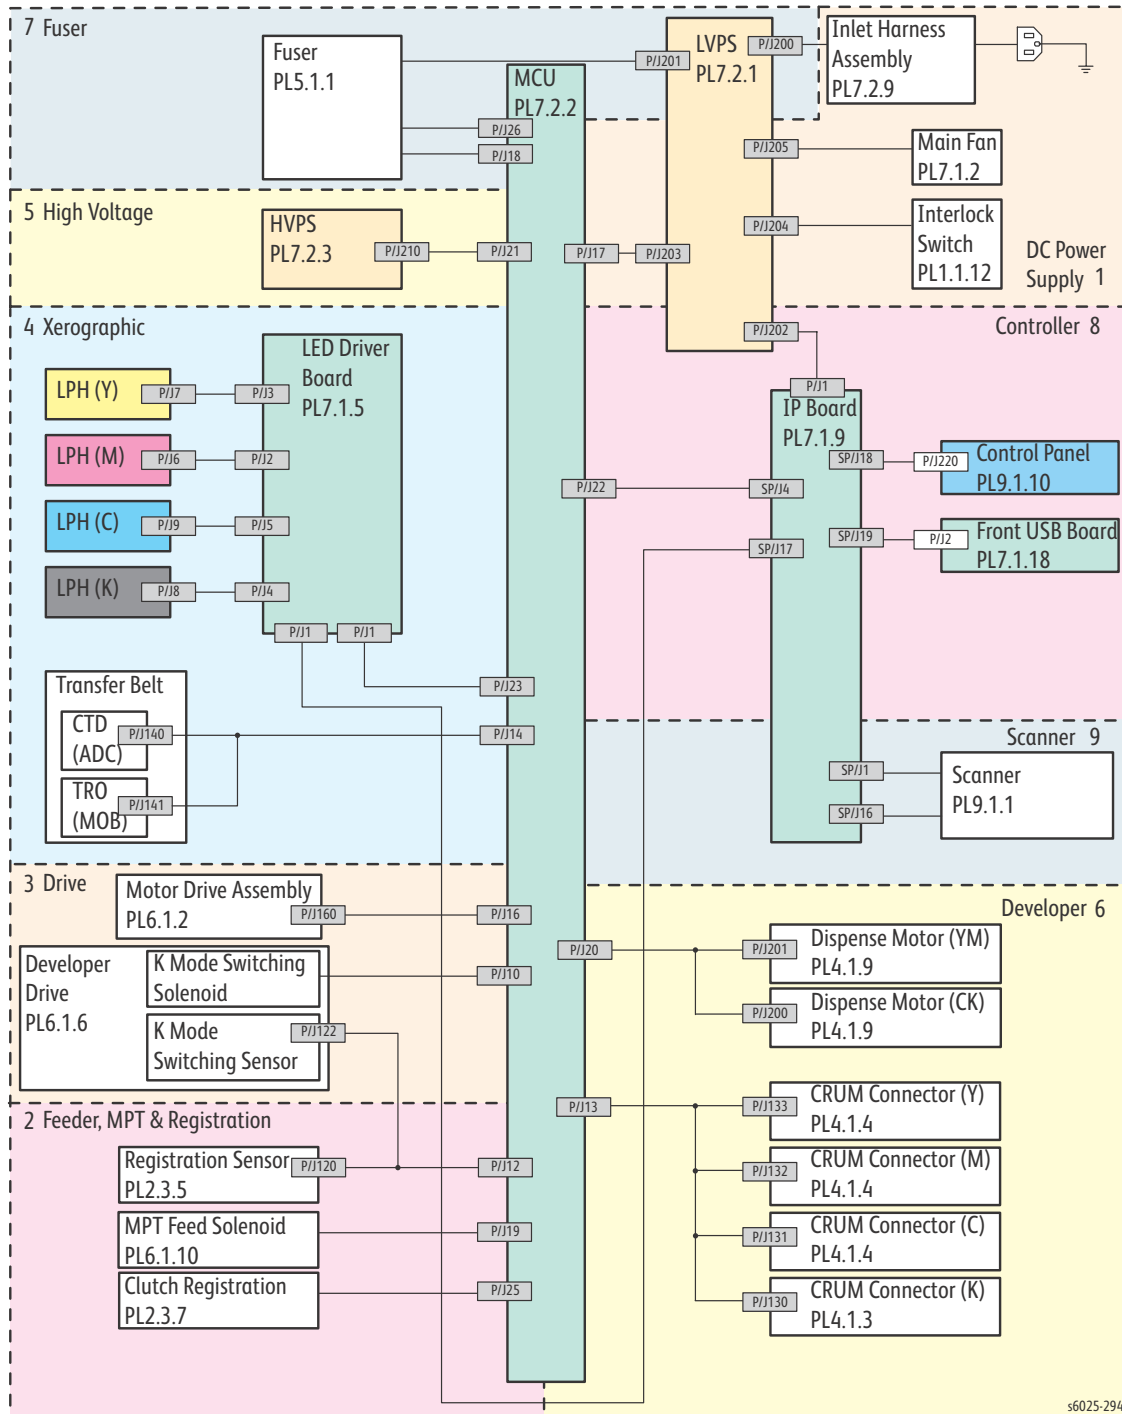 7 Fuser
Fuser
PL5.1.1
P/J201
LVPS
PL7.2.1
P/J200
Inlet Harness
Assembly
PL7.2.9
MCU
PL7.2.2
P/J26
P/J18
P/J205
Main Fan
PL7.1.2
5 High Voltage
HVPS
PL7.2.3
P/J210
P/J21
P/J17
P/J203
P/J204
Interlock
Switch
PL1.1.12
DC Power
Supply 1
4 Xerographic
LED Driver
Board
PL7.1.5
P/J202
Controller 8
LPH (Y)
P/J7
P/J3
P/J1
IP Board
PL7.1.9
LPH (M)
P/J6
P/J2
SP/J18
P/J220
Control Panel
PL9.1.10
P/J22
SP/J4
LPH (C)
P/J9
P/J5
SP/J17
SP/J19
P/J2
Front USB Board
PL7.1.18
LPH (K)
P/J8
P/J4
P/J1
P/J1
Transfer Belt
P/J23
CTD
(ADC)
P/J140
P/J14
Scanner 9
TRO
(MOB)
P/J141
SP/J1
SP/J16
Scanner
PL9.1.1
3 Drive
Motor Drive Assembly
PL6.1.2
P/J160
P/J16
Developer 6
Developer
Drive
PL6.1.6
K Mode Switching
Solenoid
P/J10
P/J20
P/J201
Dispense Motor (YM)
PL4.1.9
K Mode
Switching Sensor
P/J122
P/J200
Dispense Motor (CK)
PL4.1.9
2 Feeder, MPT & Registration
P/J13
P/J133
CRUM Connector (Y)
PL4.1.4
Registration Sensor
PL2.3.5
P/J120
P/J12
P/J132
CRUM Connector (M)
PL4.1.4
MPT Feed Solenoid
PL6.1.10
P/J19
P/J131
CRUM Connector (C)
PL4.1.4
Clutch Registration
PL2.3.7
P/J25
P/J130
CRUM Connector (K)
PL4.1.3
s6025-294